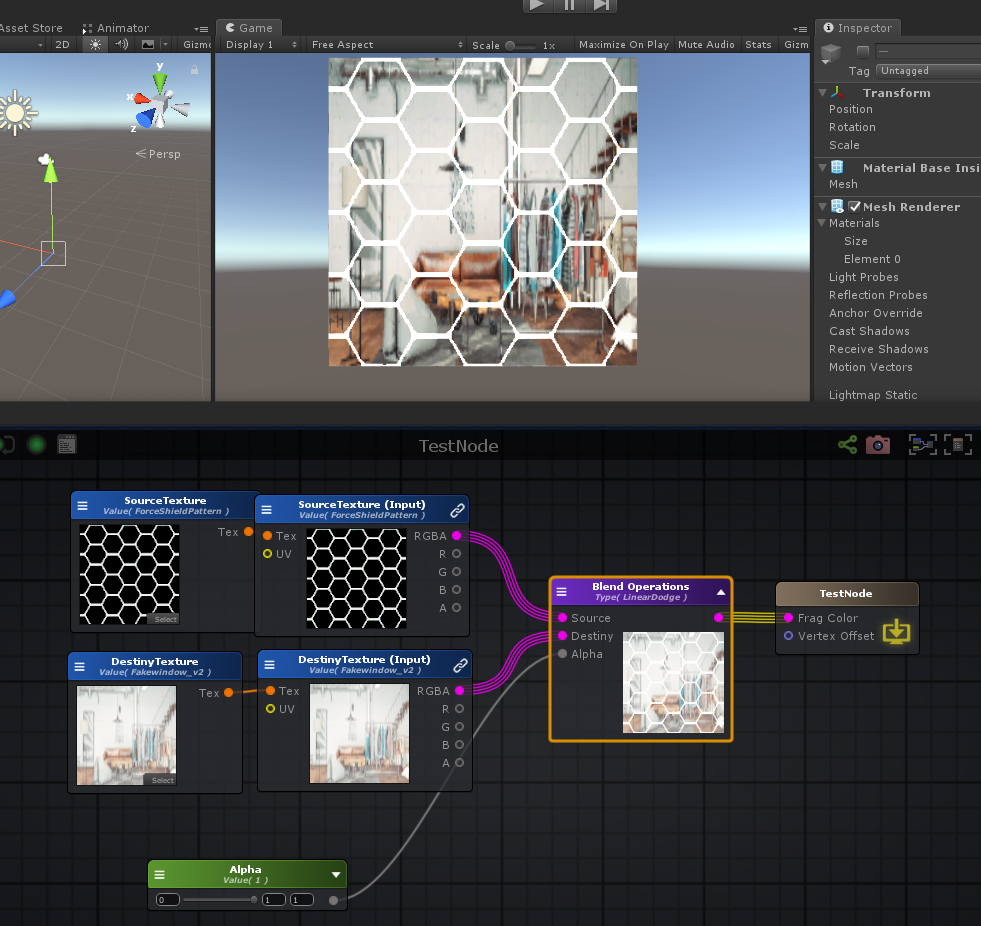 Asset Store
Animator
Game
Inspector
2D
Gizmo
Display 1
Free Aspect
Scale
1x
Maximize On Play
Mute Audio
Stats
Gizm
y
x
z
Persp
Tag
Untagged
Transform
Position
Rotation
Scale
Material Base Insi
Mesh
Mesh Renderer
Materials
Size
Element 0
Light Probes
Reflection Probes
Anchor Override
Cast Shadows
Receive Shadows
Motion Vectors
Lightmap Static
TestNode
SourceTexture
Value( ForceShieldPattern )
Tex
Select
SourceTexture (Input)
Value( ForceShieldPattern )
Tex
UV
RGBA
R
G
B
A
DestinyTexture
Value( Fakewindow_v2 )
Tex
Select
DestinyTexture (Input)
Value( Fakewindow_v2 )
Tex
UV
RGBA
R
G
B
A
Blend Operations
Type( LinearDodge )
Source
Destiny
Alpha
TestNode
Frag Color
Vertex Offset
Alpha
Value( 1 )
0
1
1